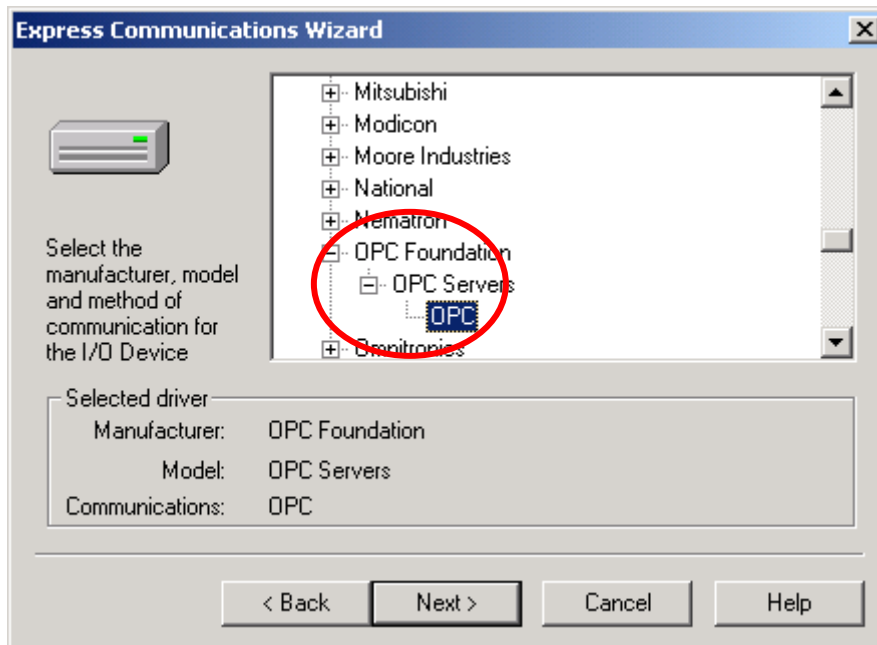 Express Communications Wizard
Mitsubishi
Modicon
Moore Industries
National
Nematron
OPC Foundation
OPC Servers
OPC
Omnitronics
Select the
manufacturer, model
and method of
communication for
the I/O Device
Selected driver
Manufacturer: OPC Foundation
Model: OPC Servers
Communications: OPC
< Back Next > Cancel Help